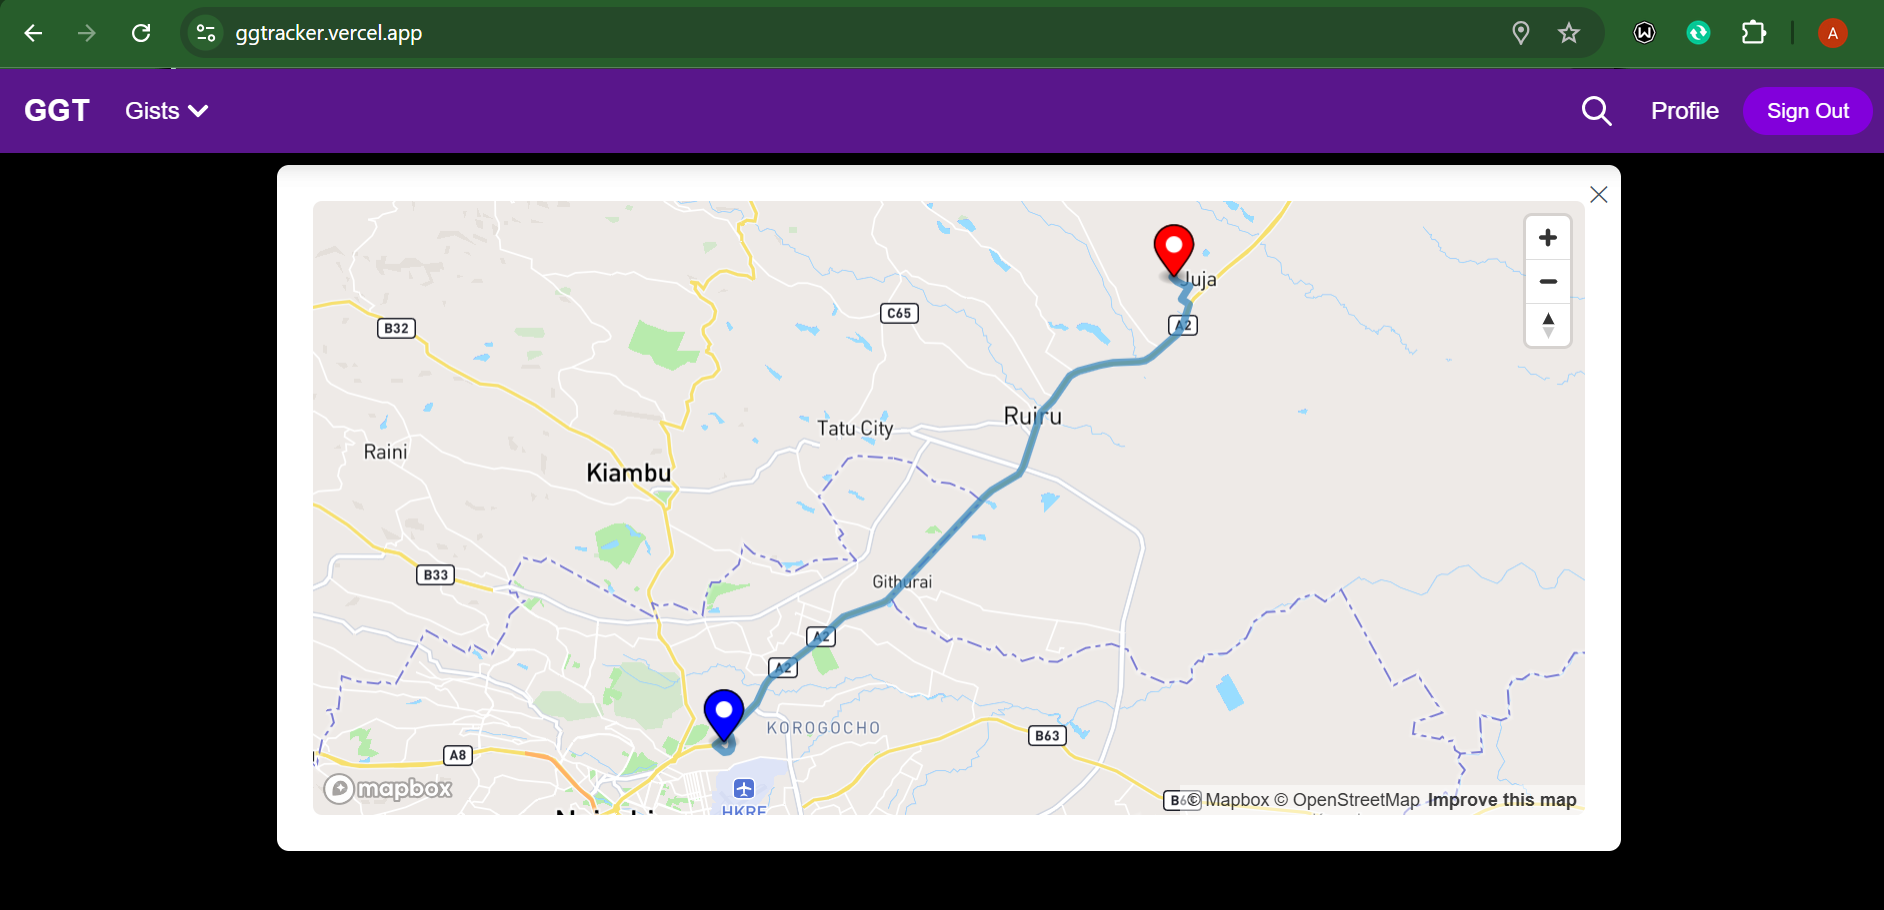 ggtracker.vercel.app
A
GGT
Gists
Profile
Sign Out
Juja
C65
B32
A2
Ruiru
Tatu City
Raini
Kiambu
Githurai
B33
A2
A2
KOROGOCHO
B63
A8
mapbox
HKRE
© Mapbox © OpenStreetMap Improve this map